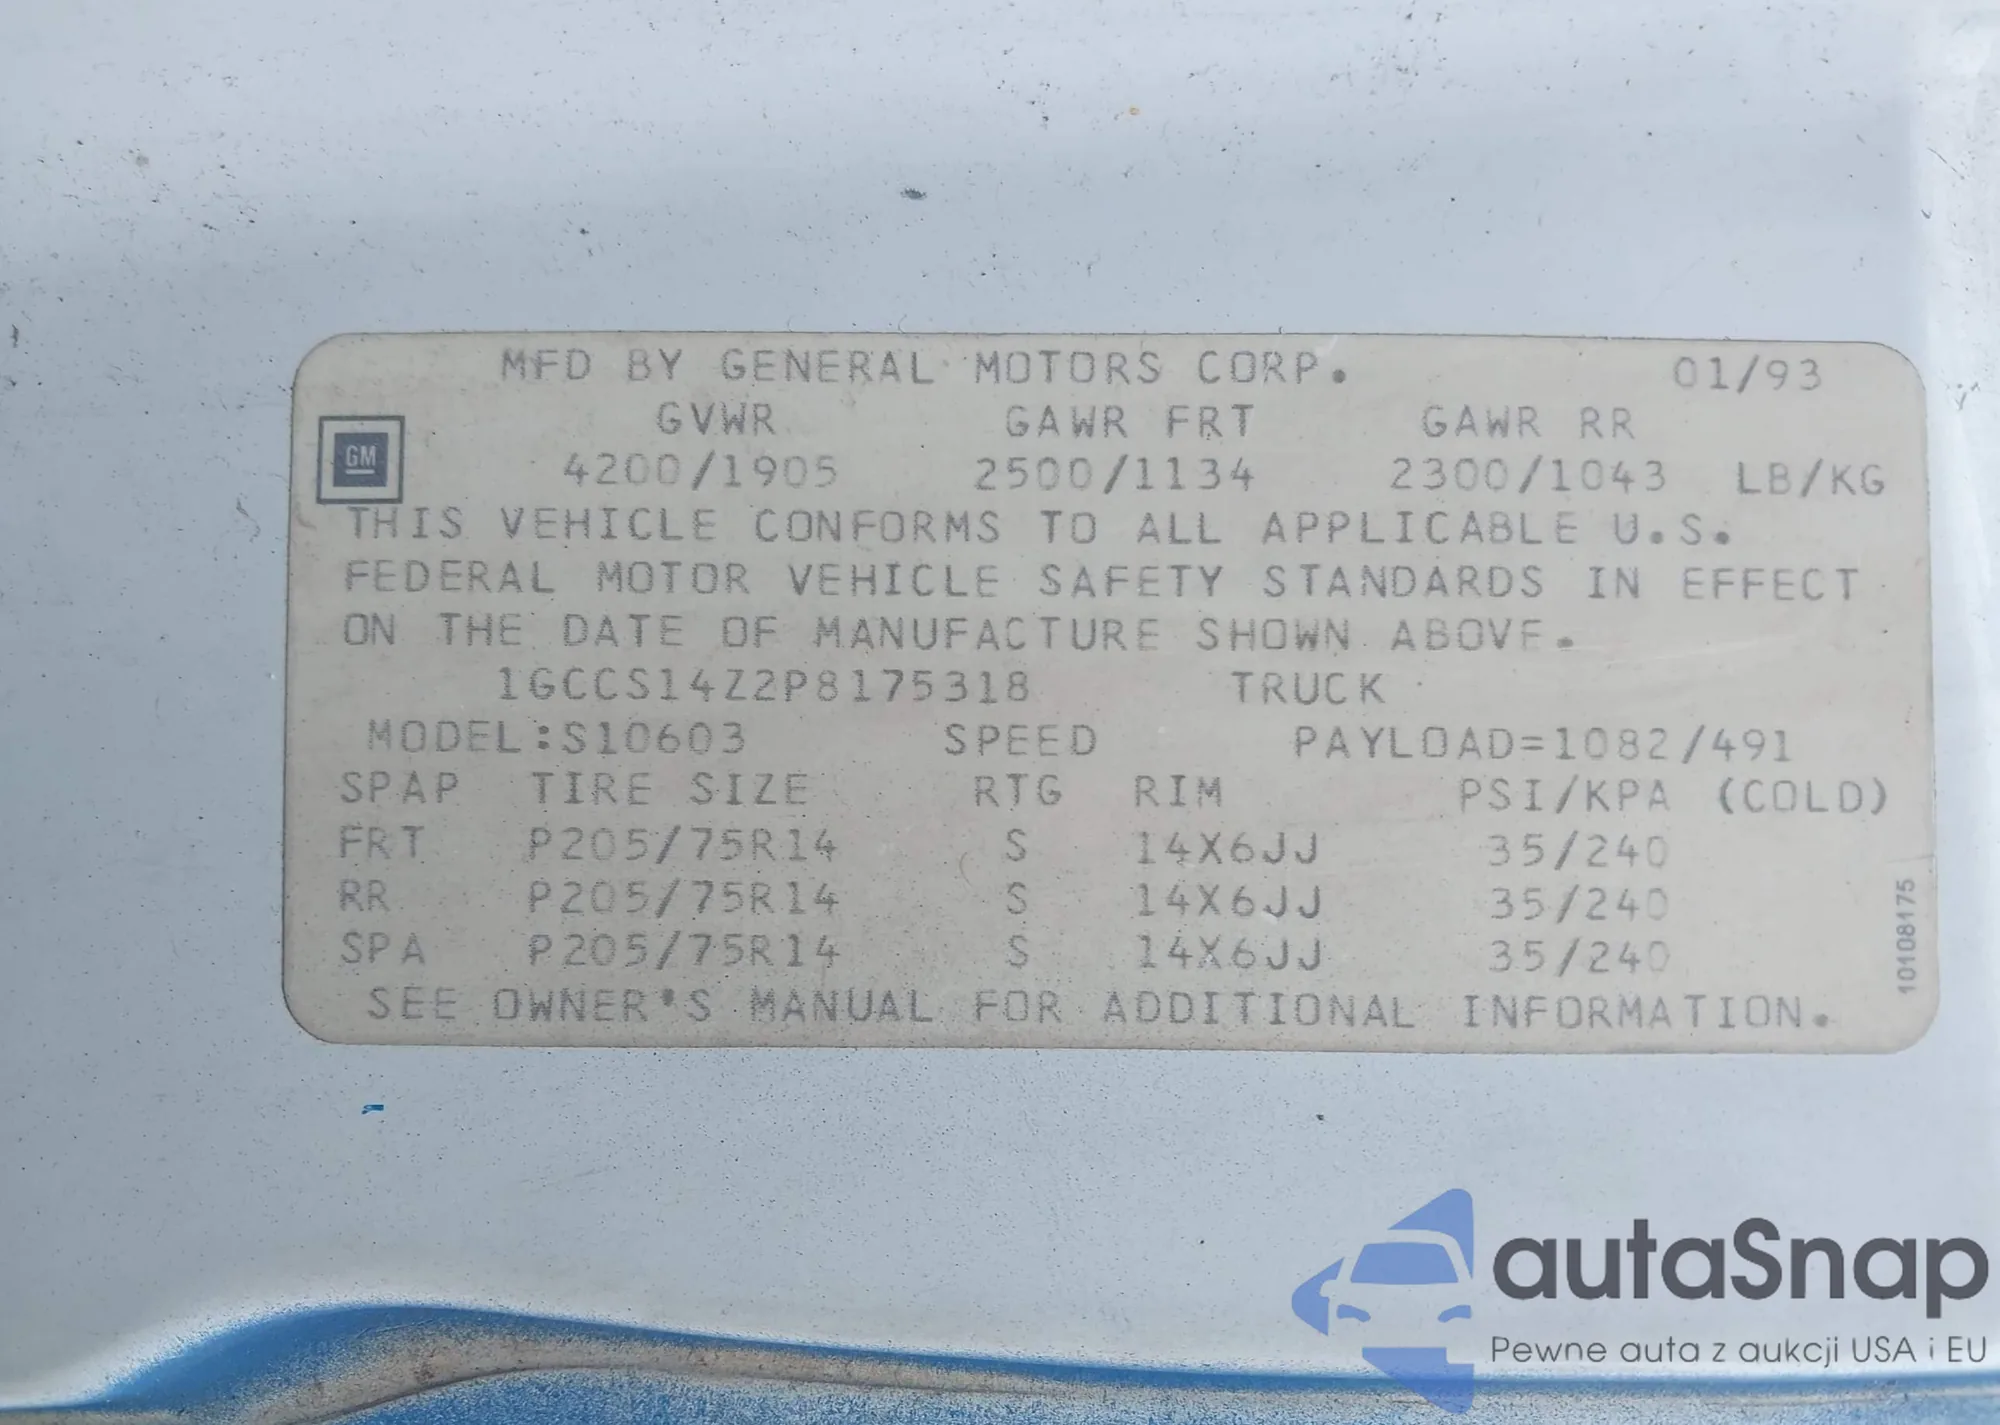 MFD BY GENERAL MOTORS CORP. 01/93
GVWR GAWR FRT GAWR RR
GM
4200/1905 2500/1134 2300/1043 LB/KG
THIS VEHICLE CONFORMS TO ALL APPLICABLE U.S.
FEDERAL MOTOR VEHICLE SAFETY STANDARDS IN EFFECT
ON THE DATE OF MANUFACTURE SHOWN ABOVE.
1GCCS14Z2P8175318 TRUCK
MODEL:S10603 SPEED PAYLOAD=1082/491
SPAP TIRE SIZE RTG RIM PSI/KPA (COLD)
FRT P205/75R14 S 14X6JJ 35/240
RR P205/75R14 S 14X6JJ 35/240
SPA P205/75R14 S 14X6JJ 35/240
SEE OWNER'S MANUAL FOR ADDITIONAL INFORMATION.
10108175
autaSnap
Pewne auta z aukcji USA i EU